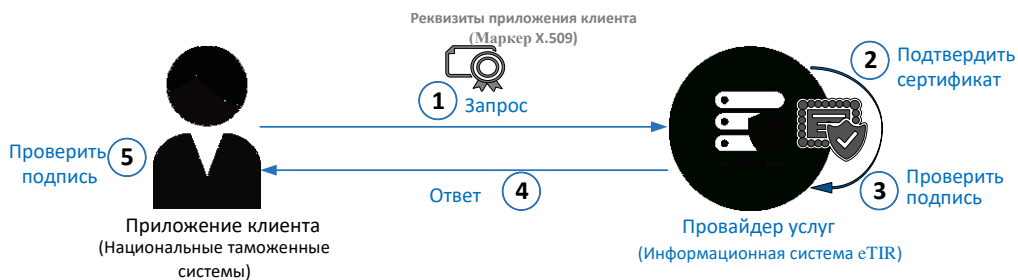 Реквизиты приложения клиента
(Маркер X.509)
1 Запрос
2 Подтвердить
сертификат
5 Проверить
подпись
Ответ 4
3 Проверить
подпись
Приложение клиента
(Национальные таможенные
системы)
Провайдер услуг
(Информационная система eTIR)